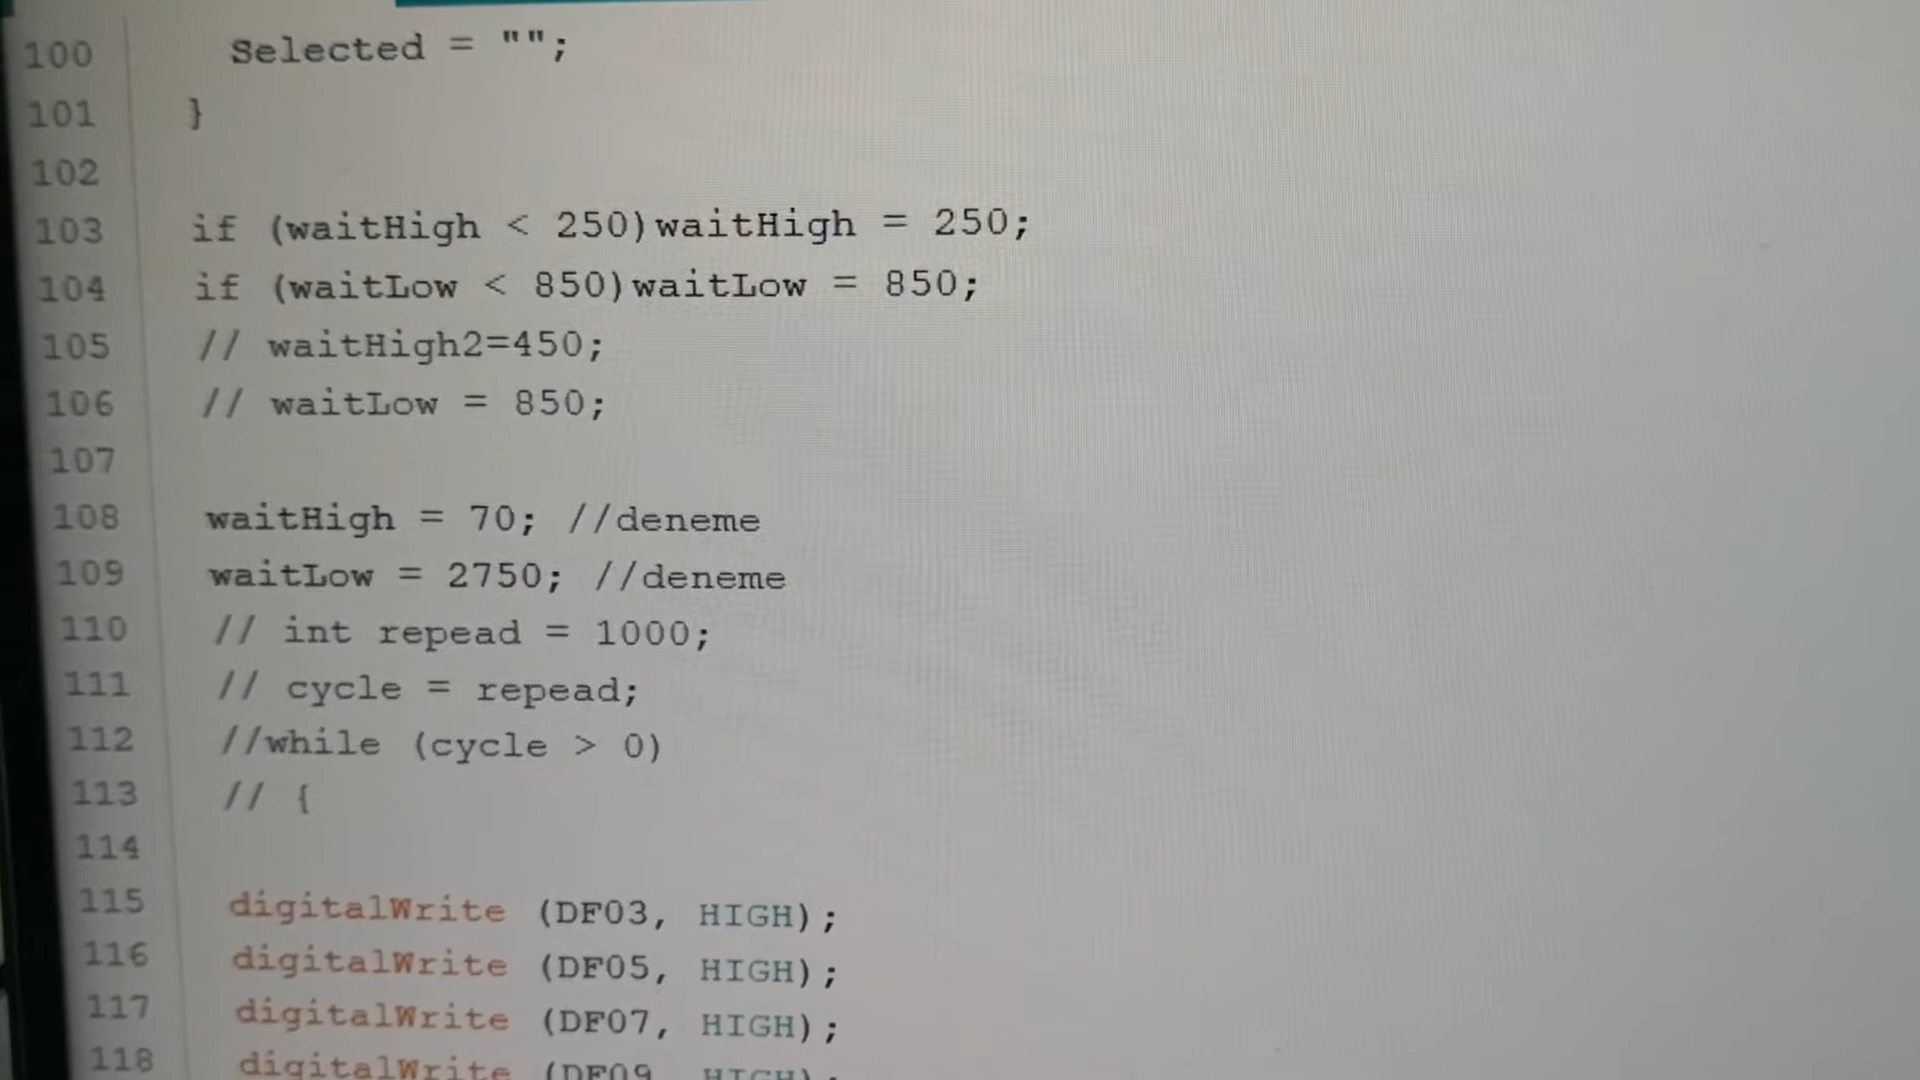 100 Selected = "";
101 }
102
103 if (waitHigh < 250)waitHigh = 250;
104 if (waitLow < 850)waitLow = 850;
105 // waitHigh2=450;
106 // waitLow = 850;
107
108 waitHigh = 70; //deneme
109 waitLow = 2750; //deneme
110 // int repead = 1000;
111 // cycle = repead;
112 //while (cycle > 0)
113 // {
114
115 digitalWrite (DF03, HIGH);
116 digitalWrite (DF05, HIGH);
117 digitalWrite (DF07, HIGH);
118 digitalWrite (DF09, HIGH);